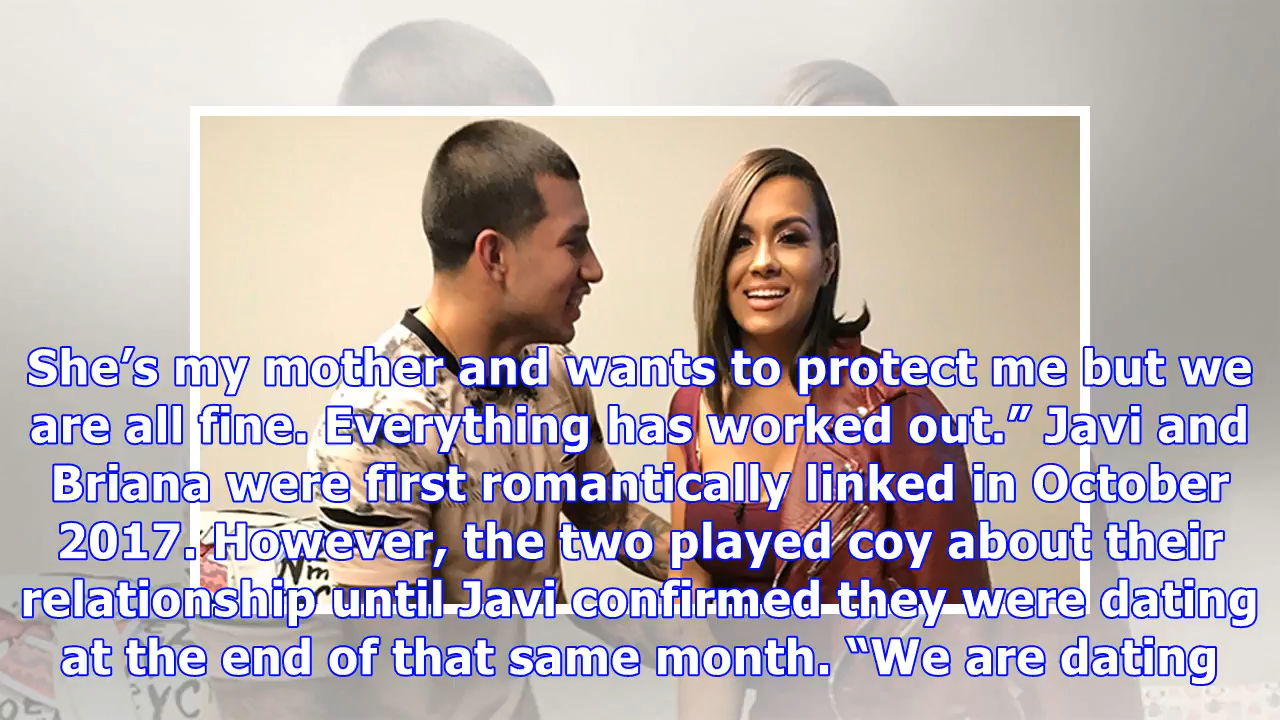 She’s my mother and wants to protect me but we
are all fine. Everything has worked out.” Javi and
Briana were first romantically linked in October
2017. However, the two played coy about their
relationship until Javi confirmed they were dating
at the end of that same month. “We are dating